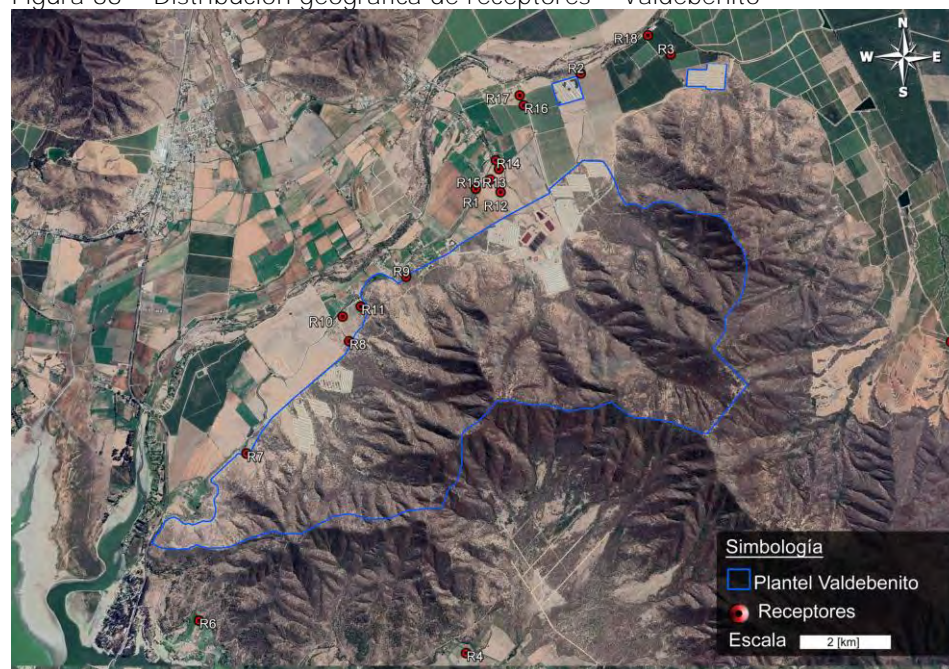 Figura 68 – Distribución geográfica de receptores – Valdebenito
N
W E
S
R18
R3
R2
R17
R16
R14
R15
R13
R1
R12
R9
R11
R10
R8
R7
R6
R4
Simbología
Plantel Valdebenito
Receptores
Escala 2 [km]